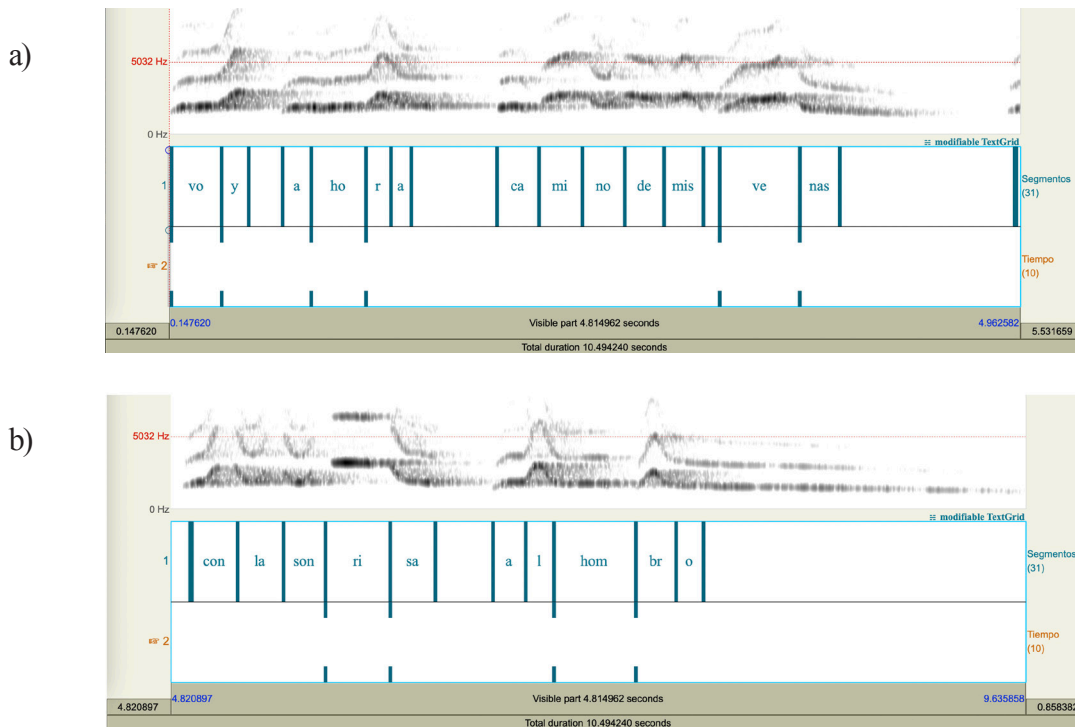 a)
5032 Hz
0 Hz
≡ modifiable TextGrid
1 vo y a ho r a ca mi no de mis ve nas Segmentos
(31)
☞ 2 Tiempo
(10)
0.147620 0.147620 Visible part 4.814962 seconds 4.962582 5.531659
Total duration 10.494240 seconds
b)
5032 Hz
0 Hz
≡ modifiable TextGrid
1 con la son ri sa a l hom br o Segmentos
(31)
☞ 2 Tiempo
(10)
4.820897 4.820897 Visible part 4.814962 seconds 9.635858 0.858382
Total duration 10.494240 seconds